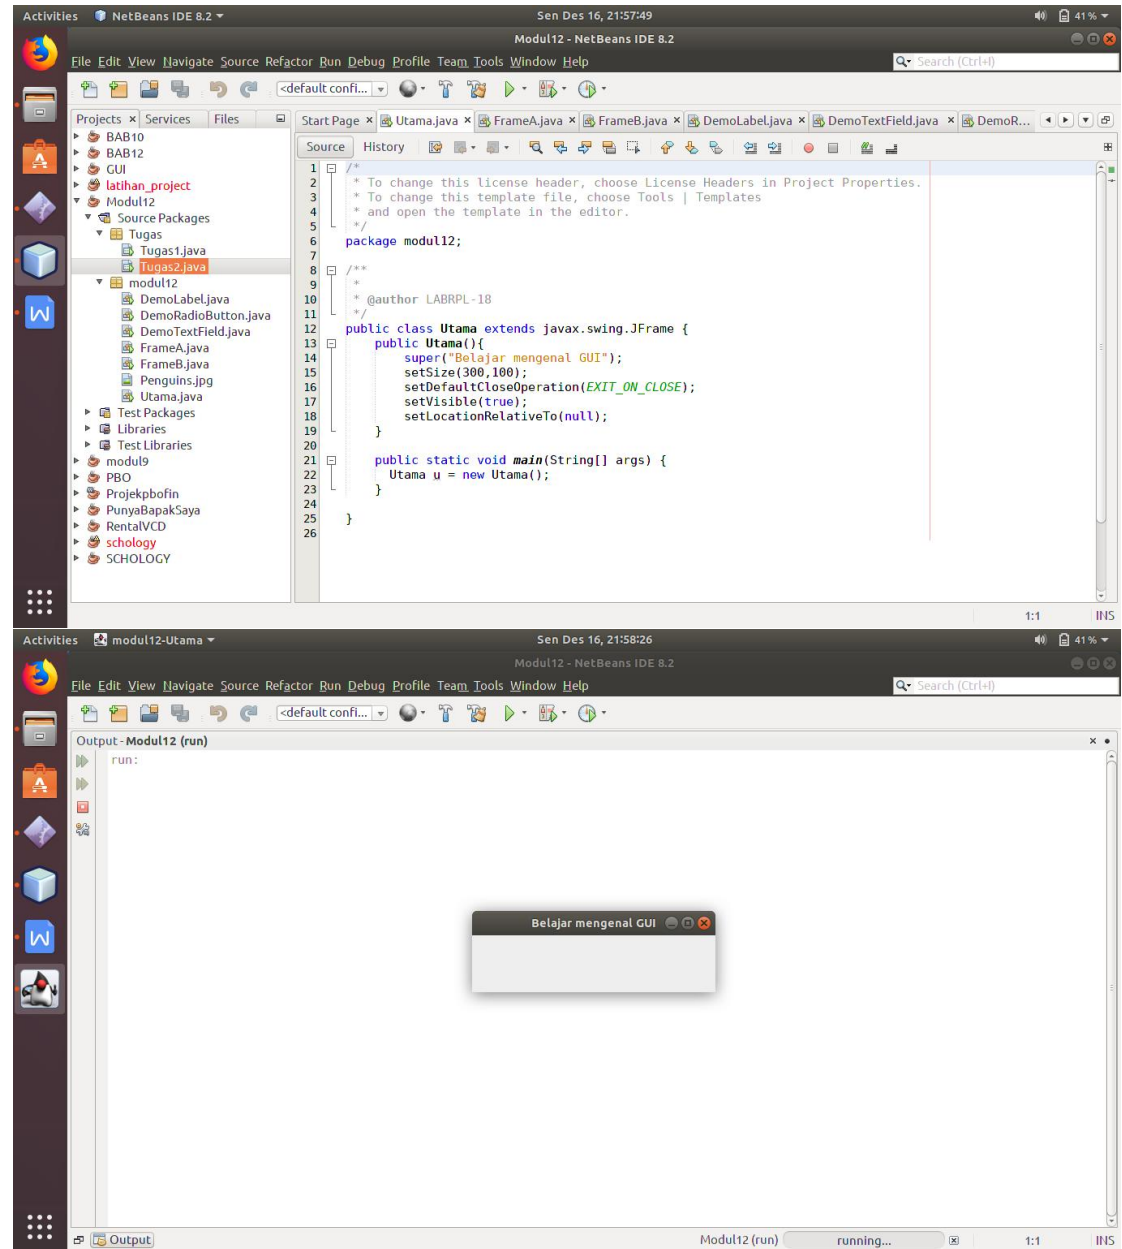 Activities NetBeans IDE 8.2 Sen Des 16, 21:57:49 41%
Modul12 - NetBeans IDE 8.2
File Edit View Navigate Source Refactor Run Debug Profile Team Tools Window Help Search (Ctrl+I)
<default confi...
Projects Services Files
BAB10
BAB12
GUI
latihan_project
Modul12
Source Packages
Tugas
Tugas1.java
Tugas2.java
modul12
DemoLabel.java
DemoRadioButton.java
DemoTextField.java
FrameA.java
FrameB.java
Penguins.jpg
Utama.java
Test Packages
Libraries
Test Libraries
modul9
PBO
Projekpbofin
PunyaBapakSaya
RentalVCD
schology
SCHOLOGY
Start Page Utama.java FrameA.java FrameB.java DemoLabel.java DemoTextField.java DemoR...
Source History
1 /*
2 * To change this license header, choose License Headers in Project Properties.
3 * To change this template file, choose Tools | Templates
4 * and open the template in the editor.
5 */
6 package modul12;
7
8 /**
9 *
10 * @author LABRPL-18
11 */
12 public class Utama extends javax.swing.JFrame {
13 public Utama(){
14 super("Belajar mengenal GUI");
15 setSize(300,100);
16 setDefaultCloseOperation(EXIT_ON_CLOSE);
17 setVisible(true);
18 setLocationRelativeTo(null);
19 }
20
21 public static void main(String[] args) {
22 Utama u = new Utama();
23 }
24
25 }
26
1:1 INS
Activities modul12-Utama Sen Des 16, 21:58:26 41%
Modul12 - NetBeans IDE 8.2
File Edit View Navigate Source Refactor Run Debug Profile Team Tools Window Help Search (Ctrl+I)
<default confi...
Output - Modul12 (run)
run:
Belajar mengenal GUI
Output Modul12 (run) running... 1:1 INS